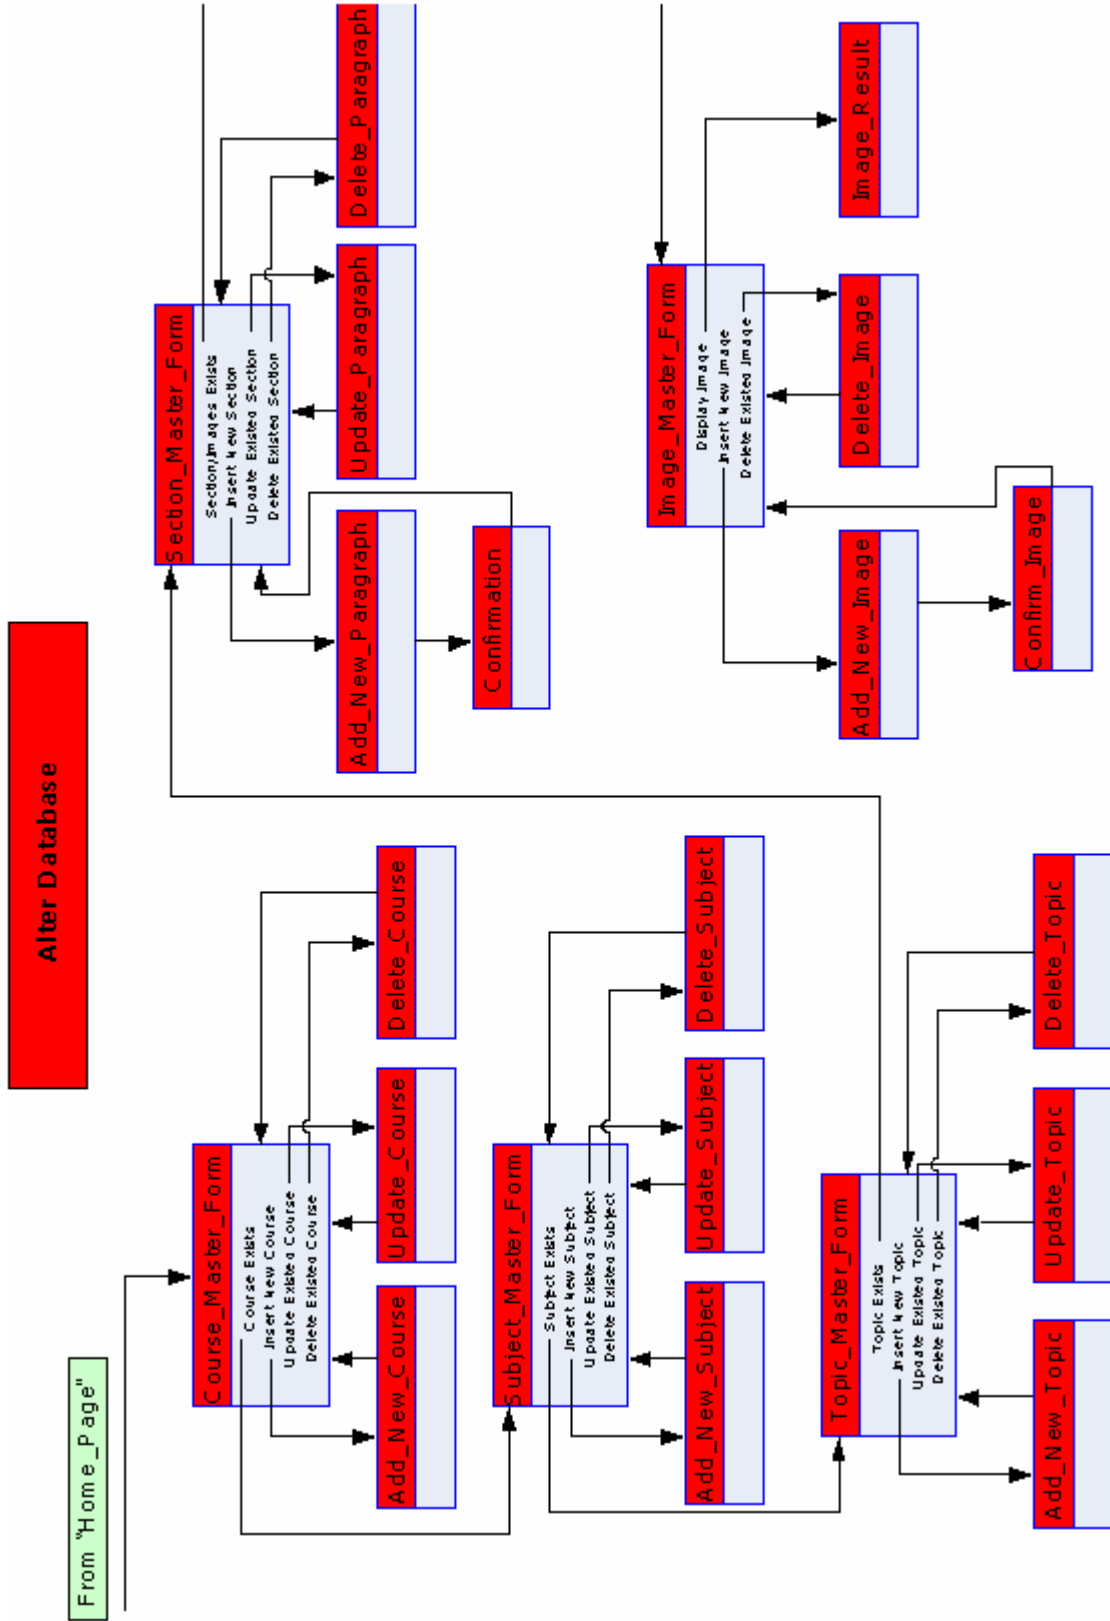 Alter Database
From "Home_Page"
Course_Master_Form
Course Exists
Insert New Course
Update Existed Course
Delete Existed Course
Add_New_Course
Update_Course
Delete_Course
Subject_Master_Form
Subject Exists
Insert New Subject
Update Existed Subject
Delete Existed Subject
Add_New_Subject
Update_Subject
Delete_Subject
Topic_Master_Form
Topic Exists
Insert New Topic
Update Existed Topic
Delete Existed Topic
Add_New_Topic
Update_Topic
Delete_Topic
Section_Master_Form
Section/Images Exists
Insert New Section
Update Existed Section
Delete Existed Section
Add_New_Paragraph
Update_Paragraph
Delete_Paragraph
Confirmation
Image_Master_Form
Display Image
Insert New Image
Delete Existed Image
Add_New_Image
Delete_Image
Image_Result
Confirm_Image